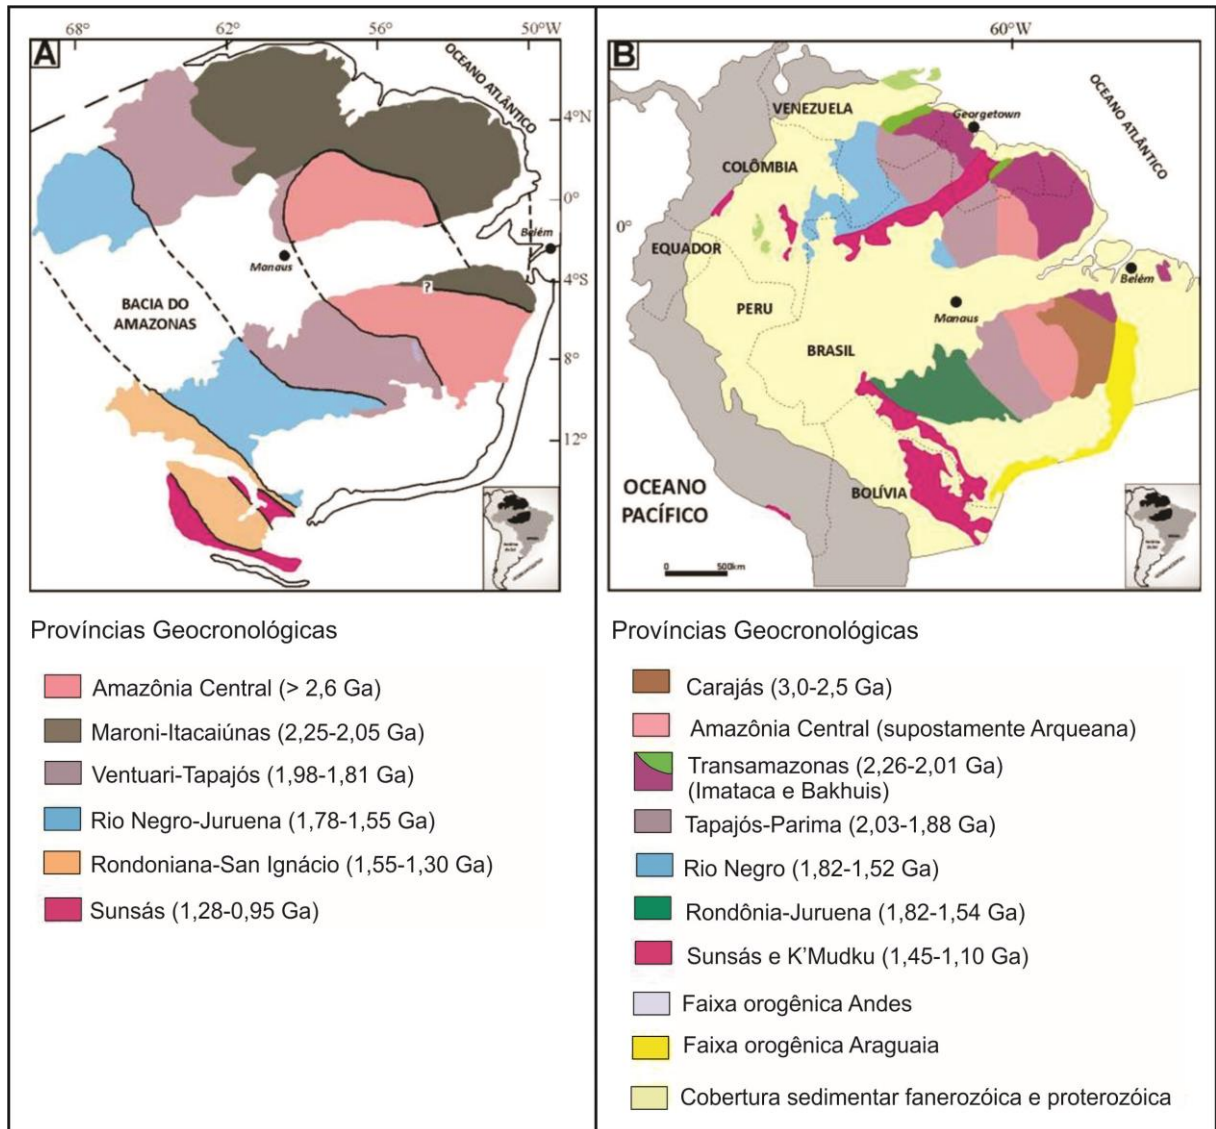 A
68°
62°
56°
50°W
OCEANO ATLÂNTICO
4°N
0°
Belém
Manaus
4°S
?
BACIA DO
AMAZONAS
8°
12°
Províncias Geocronológicas
Amazônia Central (> 2,6 Ga)
Maroni-Itacaiúnas (2,25-2,05 Ga)
Ventuari-Tapajós (1,98-1,81 Ga)
Rio Negro-Juruena (1,78-1,55 Ga)
Rondoniana-San Ignácio (1,55-1,30 Ga)
Sunsás (1,28-0,95 Ga)
B
60°W
OCEANO ATLÂNTICO
VENEZUELA
Georgetown
COLÔMBIA
0°
EQUADOR
Belém
PERU
Manaus
BRASIL
BOLÍVIA
OCEANO
PACÍFICO
0
500km
Províncias Geocronológicas
Carajás (3,0-2,5 Ga)
Amazônia Central (supostamente Arqueana)
Transamazonas (2,26-2,01 Ga)
(Imataca e Bakhuis)
Tapajós-Parima (2,03-1,88 Ga)
Rio Negro (1,82-1,52 Ga)
Rondônia-Juruena (1,82-1,54 Ga)
Sunsás e K'Mudku (1,45-1,10 Ga)
Faixa orogênica Andes
Faixa orogênica Araguaia
Cobertura sedimentar fanerozóica e proterozóica